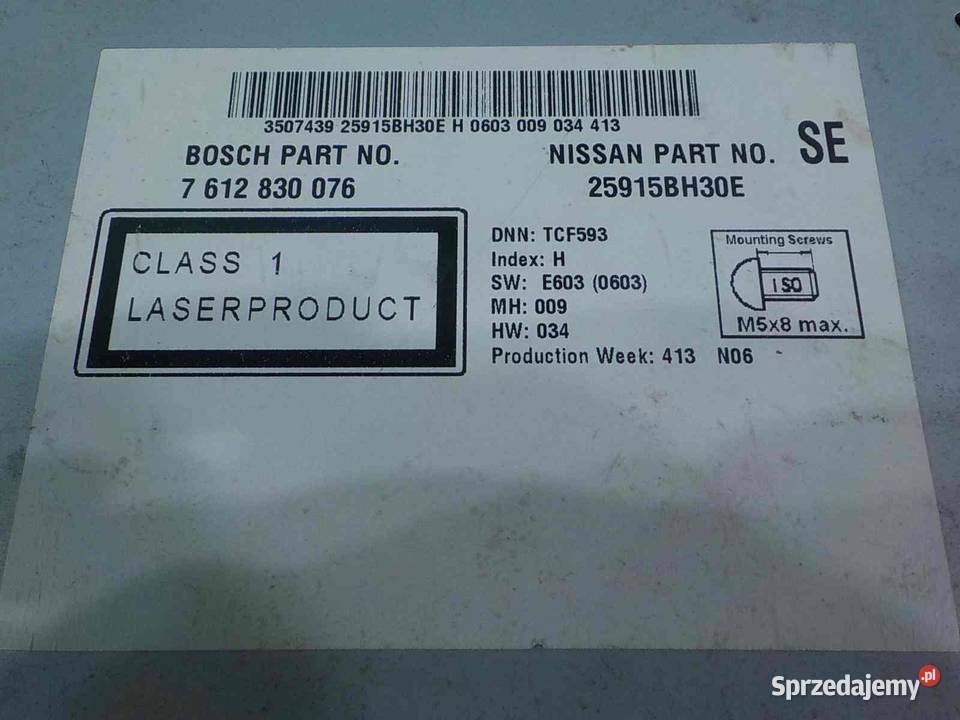 3507439 25915BH30E H 0603 009 034 413
BOSCH PART NO.
7 612 830 076
NISSAN PART NO.
25915BH30E
SE
CLASS 1
LASERPRODUCT
DNN: TCF593
Index: H
SW: E603 (0603)
MH: 009
HW: 034
Production Week: 413 N06
Mounting Screws
ISO
M5x8 max.
Sprzedajemy.pl